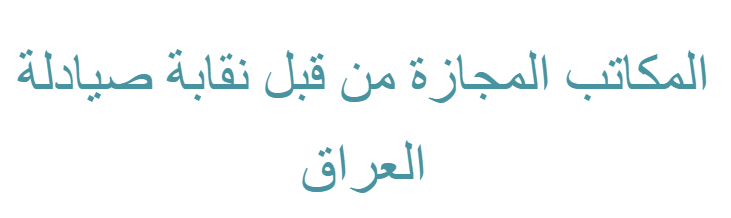 المكاتب المجازة من قبل نقابة صيادلة
العراق